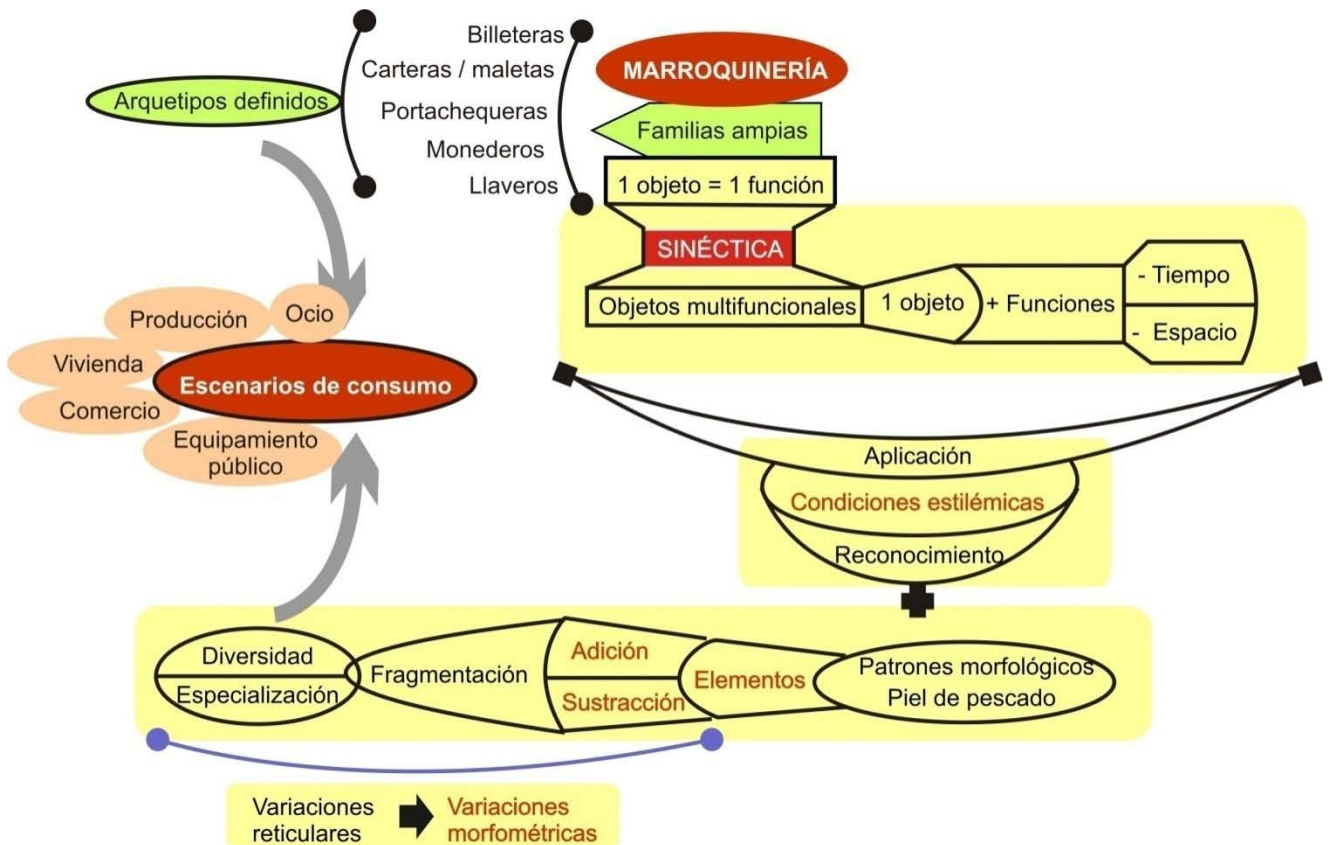 Billeteras
Carteras / maletas
Portachequeras
Monederos
Llaveros
Arquetipos definidos
MARROQUINERÍA
Familias ampias
1 objeto = 1 función
SINÉCTICA
Objetos multifuncionales
1 objeto
+ Funciones
- Tiempo
- Espacio
Ocio
Producción
Vivienda
Comercio
Equipamiento
público
Escenarios de consumo
Aplicación
Condiciones estilémicas
Reconocimiento
Diversidad
Especialización
Fragmentación
Adición
Sustracción
Elementos
Patrones morfológicos
Piel de pescado
Variaciones
reticulares
Variaciones
morfométricas